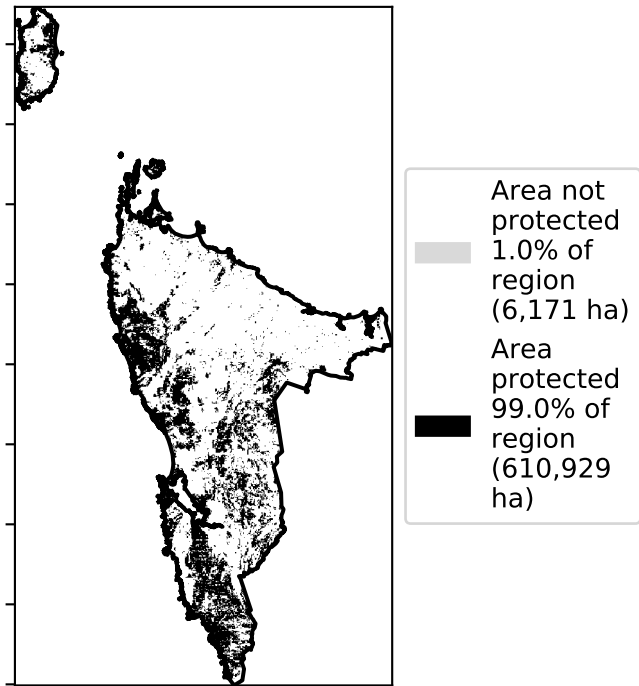 Area not
protected
1.0% of
region
(6,171 ha)
Area
protected
99.0% of
region
(610,929
ha)